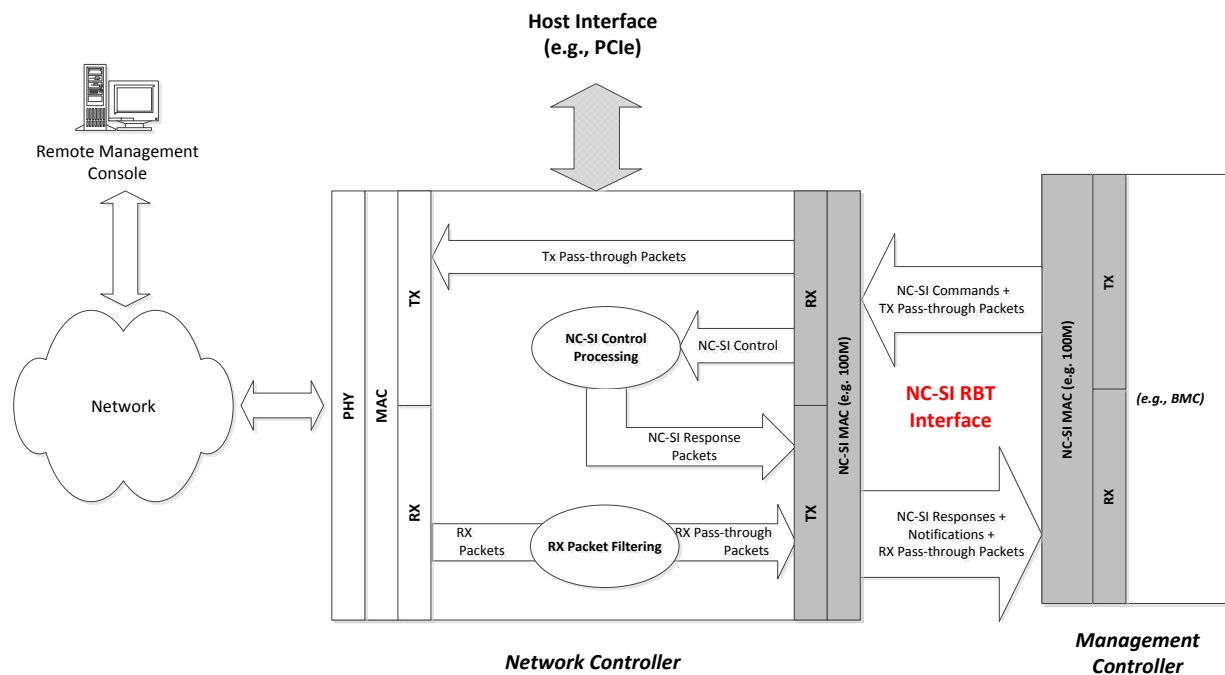 Host Interface
(e.g., PCIe)
Remote Management
Console
Network
PHY
MAC
TX
RX
Tx Pass-through Packets
NC-SI Control
Processing
NC-SI Control
NC-SI Response
Packets
RX
Packets
RX Packet Filtering
RX Pass-through
Packets
RX
TX
NC-SI MAC (e.g. 100M)
NC-SI Commands +
TX Pass-through Packets
NC-SI RBT
Interface
NC-SI Responses +
Notifications +
RX Pass-through Packets
NC-SI MAC (e.g. 100M)
TX
RX
(e.g., BMC)
Network Controller
Management
Controller